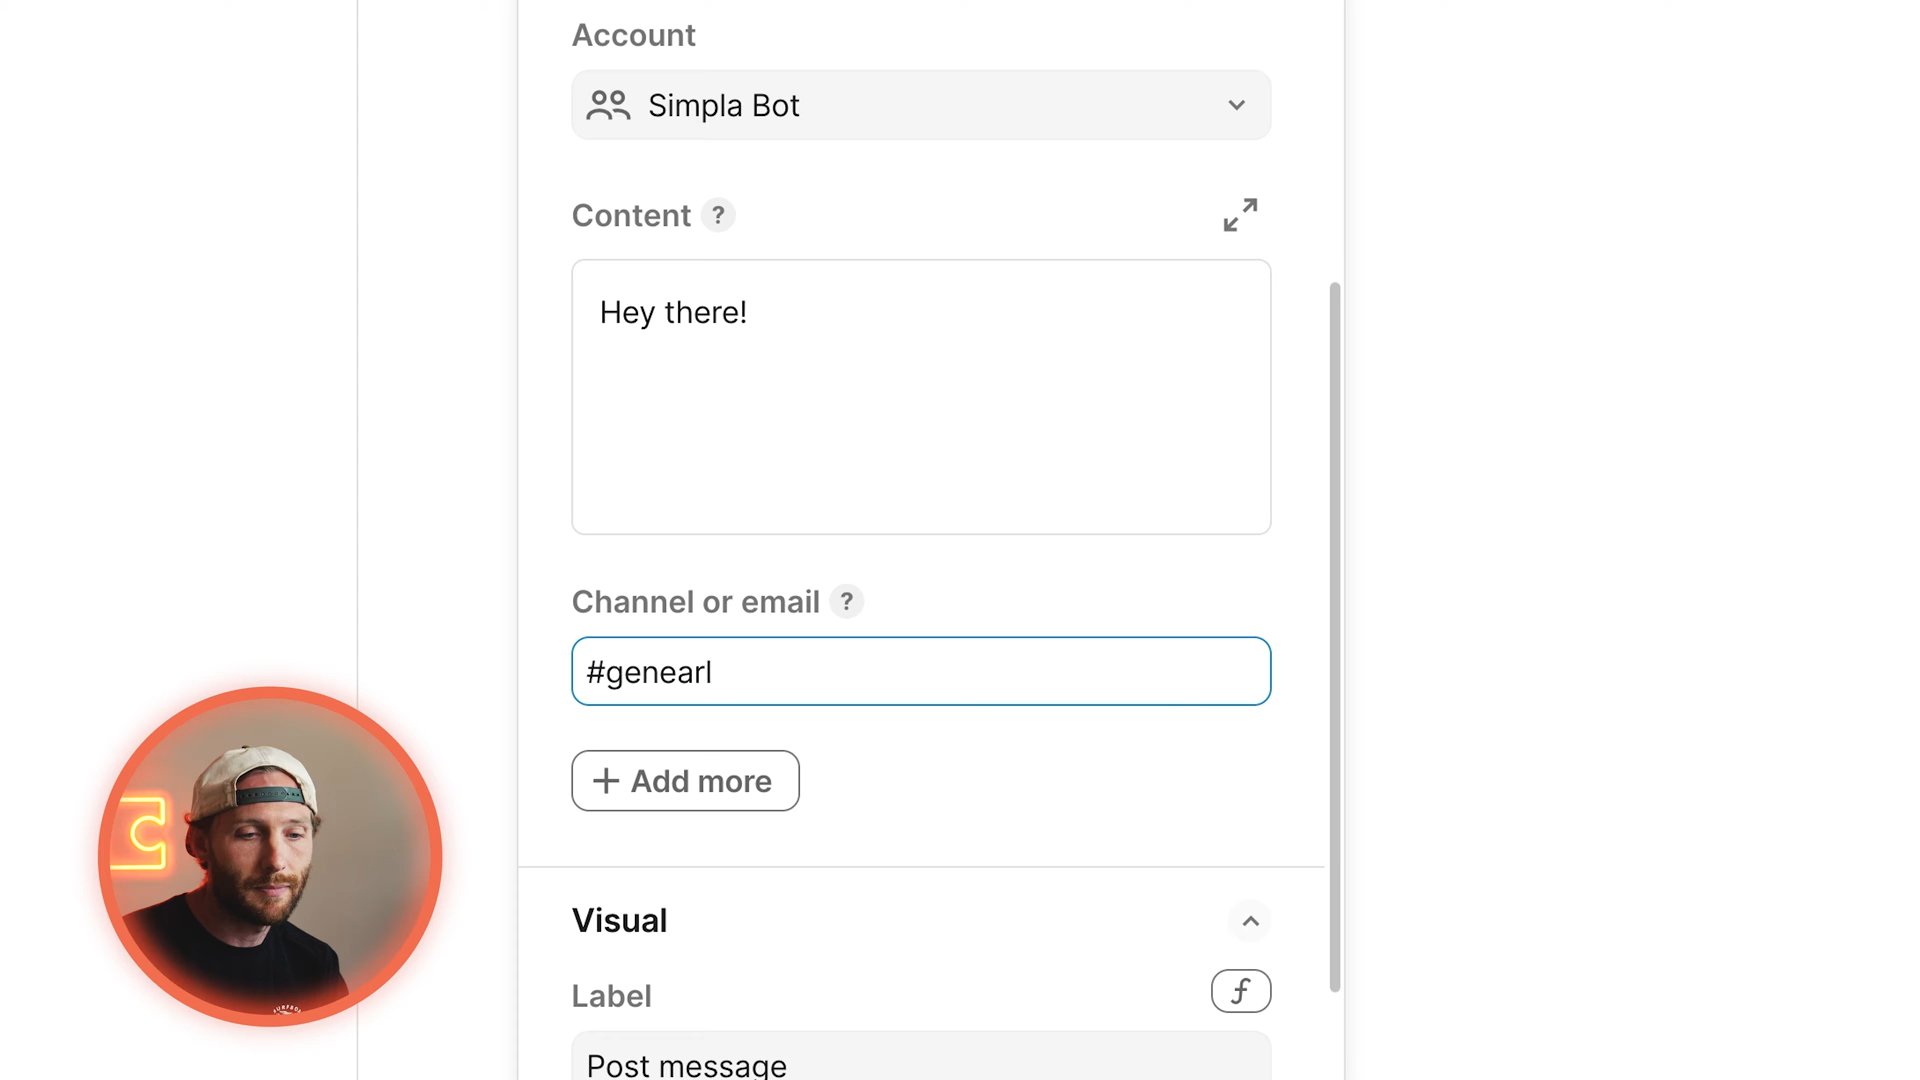 Account
Simpla Bot
Content ?
Hey there!
Channel or email ?
#genearl
+ Add more
Visual
Label
f
Post message